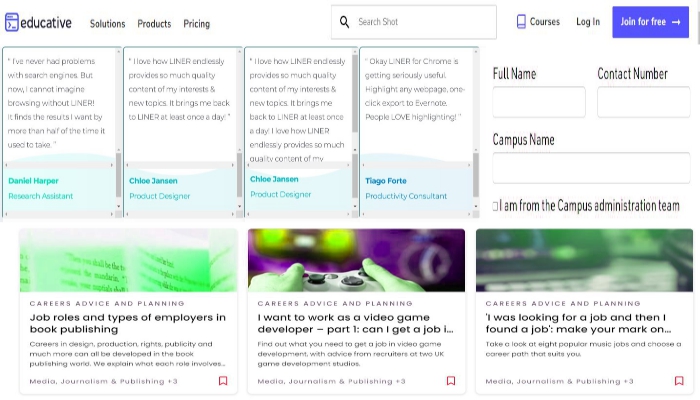 educative
Solutions
Products
Pricing
Search Shot
Courses
Log In
Join for free →
" I've never had problems
with search engines. But
now, I cannot imagine
browsing without LINER!
It finds the results I want by
more than half of the time it
used to take. "
Daniel Harper
Research Assistant
" I love how LINER endlessly
provides so much quality
content of my interests &
new topics. It brings me back
to LINER at least once a day! "
Chloe Jansen
Product Designer
" I love how LINER endlessly
provides so much quality
content of my interests &
new topics. It brings me
back to LINER at least once
a day! I love how LINER
endlessly provides so much
quality content of my
Chloe Jansen
Product Designer
" Okay LINER for Chrome is
getting seriously useful.
Highlight any webpage, one-
click export to Evernote.
People LOVE highlighting! "
Tiago Forte
Productivity Consultant
Full Name
Contact Number
Campus Name
I am from the Campus administration team
CAREERS ADVICE AND PLANNING
Job roles and types of employers in
book publishing
Careers in design, production, rights, publicity and
much more can all be developed in the book
publishing world. We explain what each role involves...
Media, Journalism & Publishing +3
CAREERS ADVICE AND PLANNING
I want to work as a video game
developer – part 1: can I get a job i...
Find out what you need to get a job in video game
development, with advice from recruiters at two UK
game development studios.
Media, Journalism & Publishing +3
CAREERS ADVICE AND PLANNING
'I was looking for a job and then I
found a job': make your mark on...
Take a look at eight popular music jobs and choose a
career path that suits you.
Media, Journalism & Publishing +3